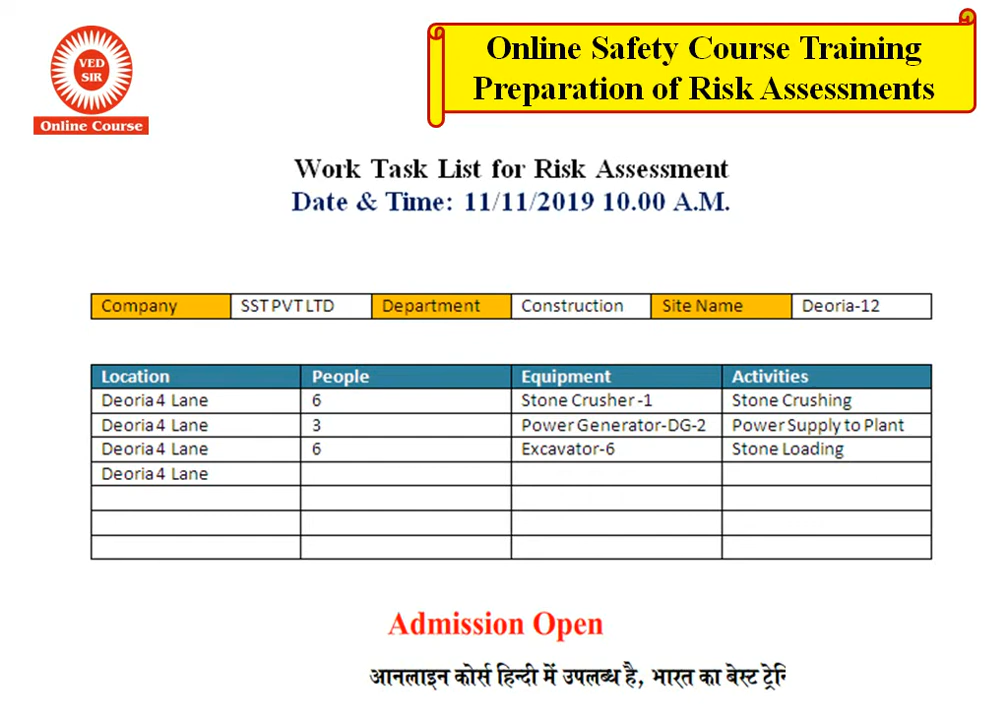 VED
SIR
Online Course
Online Safety Course Training
Preparation of Risk Assessments
Work Task List for Risk Assessment
Date & Time: 11/11/2019 10.00 A.M.
Company SST PVT LTD Department Construction Site Name Deoria-12
Location People Equipment Activities
Deoria 4 Lane 6 Stone Crusher -1 Stone Crushing
Deoria 4 Lane 3 Power Generator-DG-2 Power Supply to Plant
Deoria 4 Lane 6 Excavator-6 Stone Loading
Deoria 4 Lane
Admission Open
आनलाइन कोर्स हिन्दी में उपलब्ध है, भारत का बेस्ट